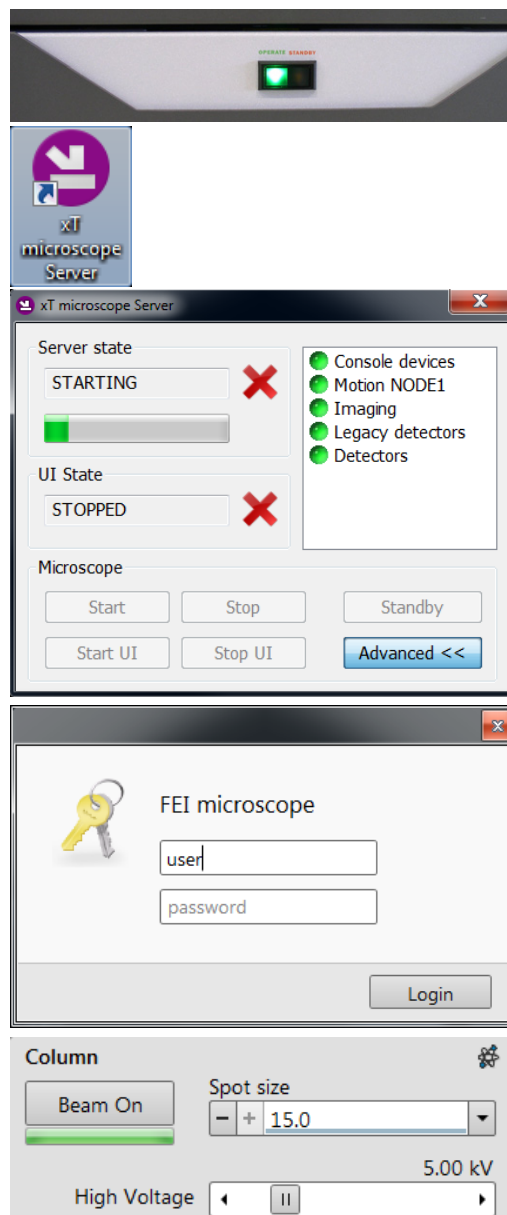 OPERATE STANDBY
xT
microscope
Server
xT microscope Server
Server state
STARTING
Console devices
Motion NODE1
Imaging
Legacy detectors
Detectors
UI State
STOPPED
Microscope
Start
Stop
Standby
Start UI
Stop UI
Advanced <<
FEI microscope
user
password
Login
Column
Beam On
Spot size
- + 15.0
5.00 kV
High Voltage